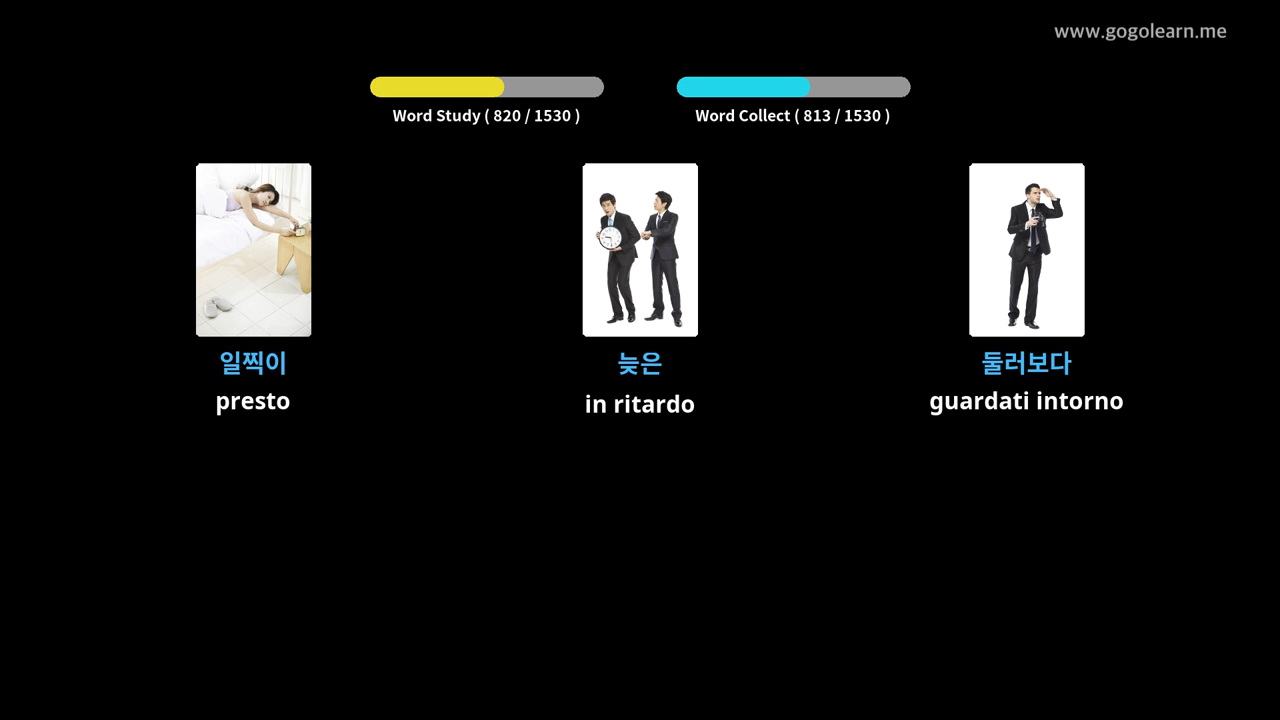 www.gogolearn.me
Word Study ( 820 / 1530 )
Word Collect ( 813 / 1530 )
일찍이
늦은
둘러보다
presto
in ritardo
guardati intorno